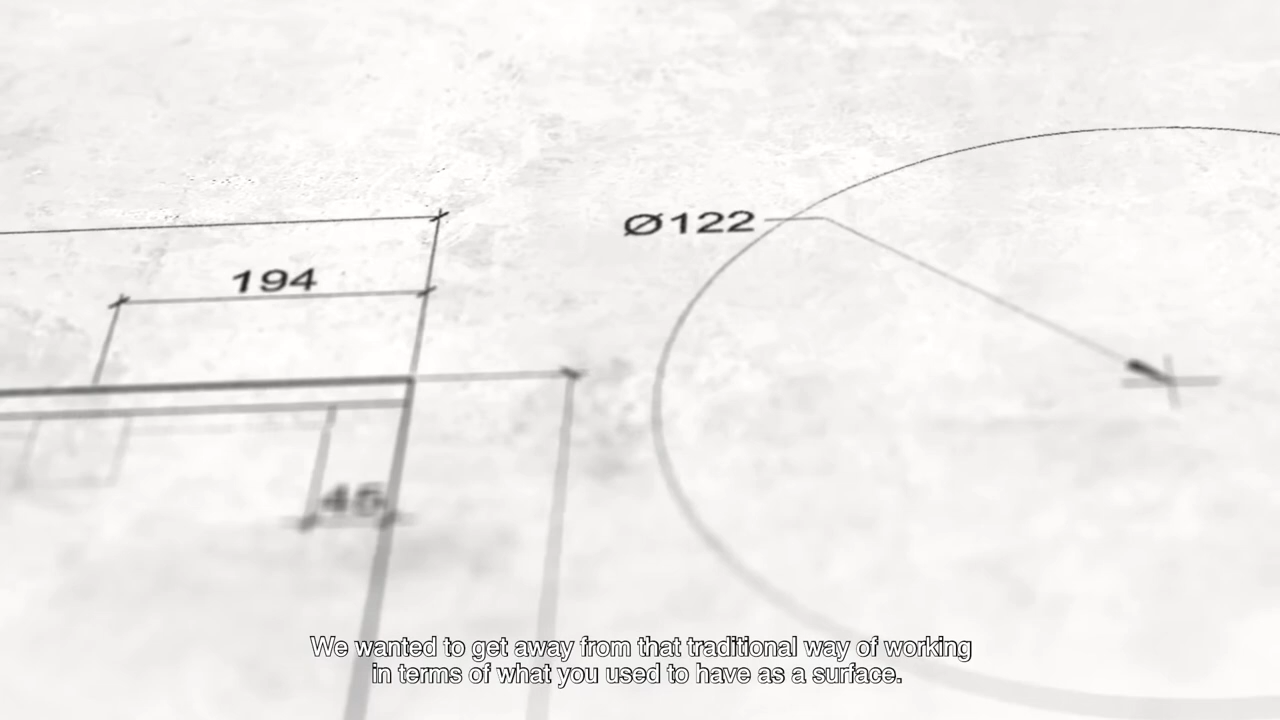 Ø122
194
We wanted to get away from that traditional way of working
in terms of what you used to have as a surface.